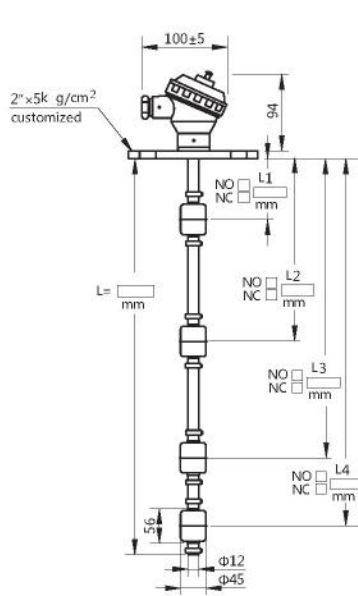 100±5
94
2"×5k g/cm²
customized
NO L1
NC
mm
NO L2
NC
mm
L=
mm
NO L3
NC
mm
NO L4
NC
mm
56
Φ12
Φ45